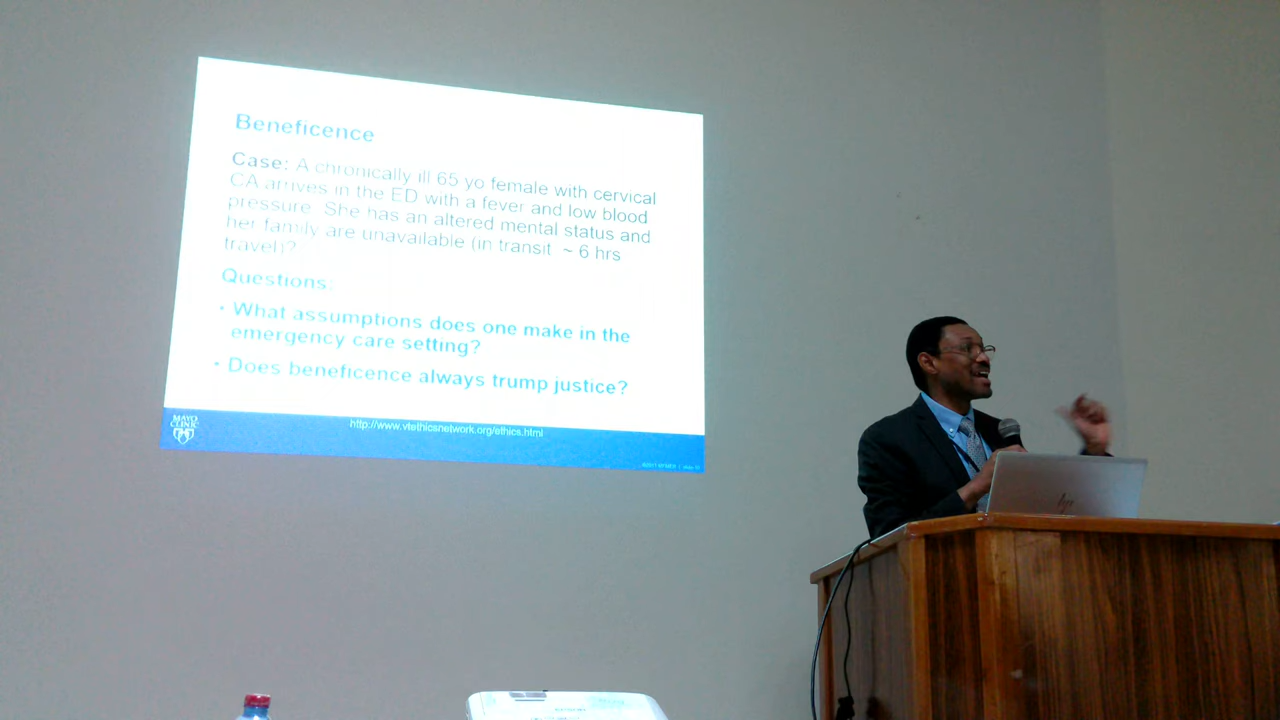 Beneficence
Case: A chronically ill 65 yo female with cervical
CA arrives in the ED with a fever and low blood
pressure. She has an altered mental status and
her family are unavailable (in transit ~ 6 hrs
travel)?
Questions:
• What assumptions does one make in the
emergency care setting?
• Does beneficence always trump justice?
MAYO
CLINIC
http://www.vtethicsnetwork.org/ethics.html
hp